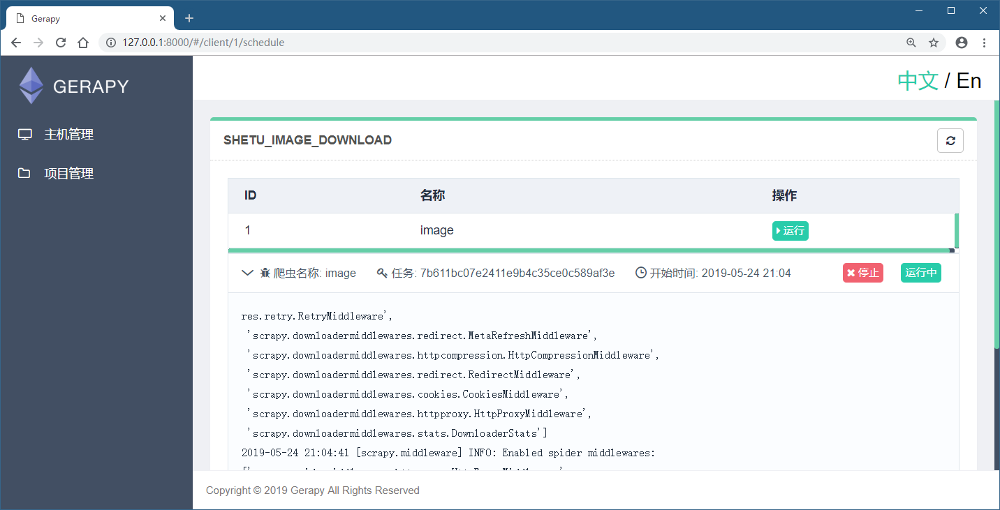 Gerapy
127.0.0.1:8000/#/client/1/schedule
GERAPY
中文 / En
主机管理
项目管理
SHETU_IMAGE_DOWNLOAD
ID 名称 操作
1 image 运行
爬虫名称: image 任务: 7b611bc07e2411e9b4c35ce0c589af3e 开始时间: 2019-05-24 21:04 停止 运行中
res.retry.RetryMiddleware',
'scrapy.downloadermiddlewares.redirect.MetaRefreshMiddleware',
'scrapy.downloadermiddlewares.httpcompression.HttpCompressionMiddleware',
'scrapy.downloadermiddlewares.redirect.RedirectMiddleware',
'scrapy.downloadermiddlewares.cookies.CookiesMiddleware',
'scrapy.downloadermiddlewares.httpproxy.HttpProxyMiddleware',
'scrapy.downloadermiddlewares.stats.DownloaderStats']
2019-05-24 21:04:41 [scrapy.middleware] INFO: Enabled spider middlewares:
Copyright © 2019 Gerapy All Rights Reserved